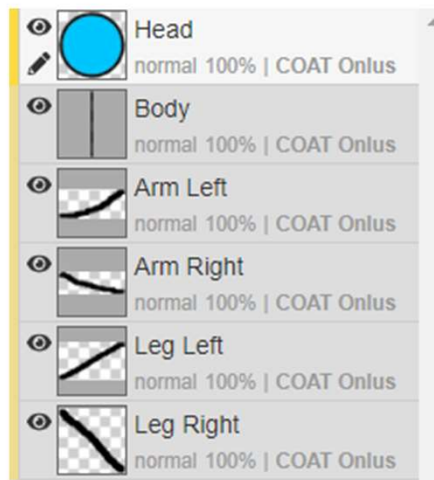 Head
normal 100% | COAT Onlus
Body
normal 100% | COAT Onlus
Arm Left
normal 100% | COAT Onlus
Arm Right
normal 100% | COAT Onlus
Leg Left
normal 100% | COAT Onlus
Leg Right
normal 100% | COAT Onlus